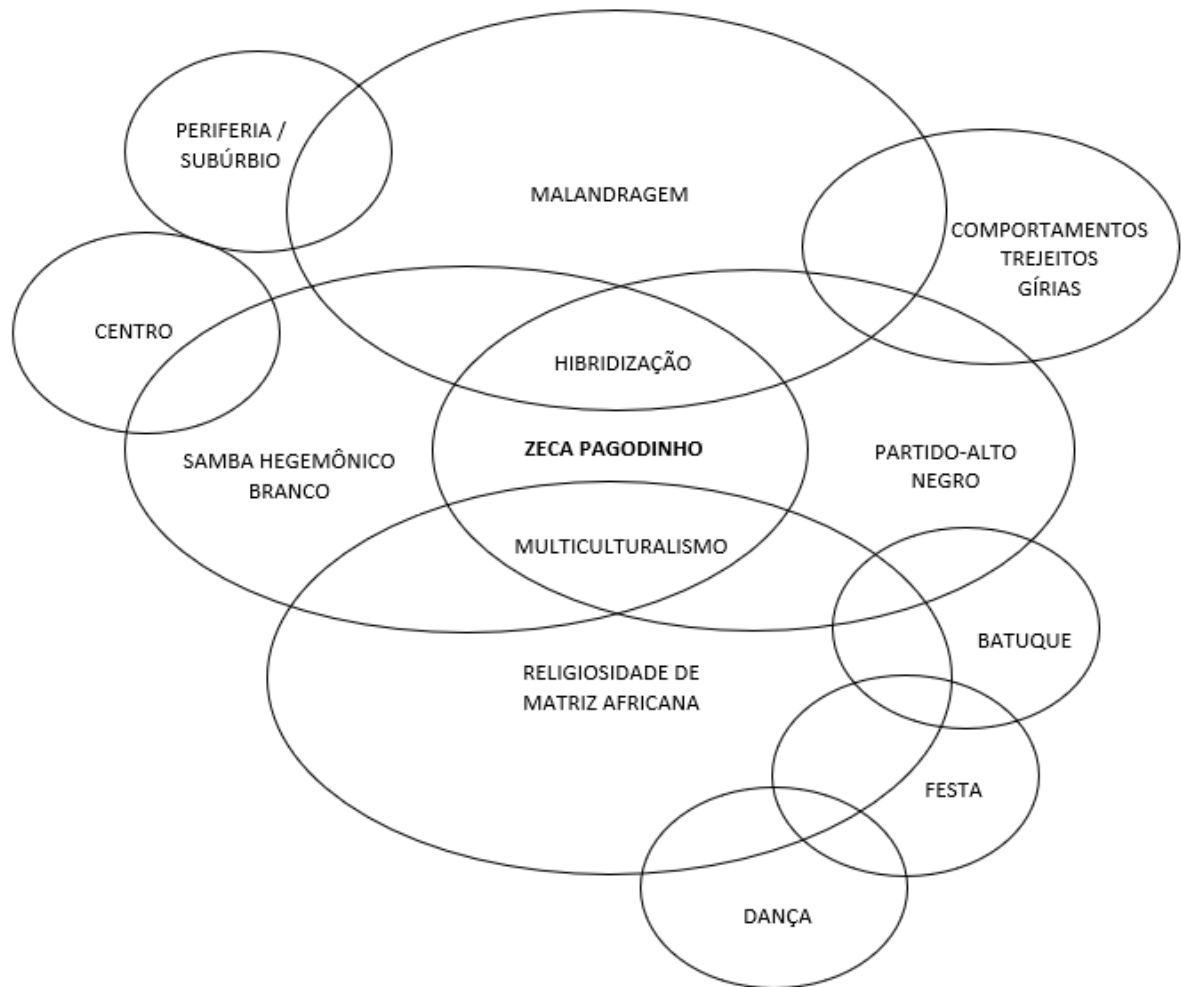 PERIFERIA /
SUBÚRBIO
MALANDRAGEM
COMPORTAMENTOS
TREJEITOS
GÍRIAS
CENTRO
HIBRIDIZAÇÃO
ZECA PAGODINHO
SAMBA HEGEMÔNICO
BRANCO
PARTIDO-ALTO
NEGRO
MULTICULTURALISMO
BATUQUE
RELIGIOSIDADE DE
MATRIZ AFRICANA
FESTA
DANÇA